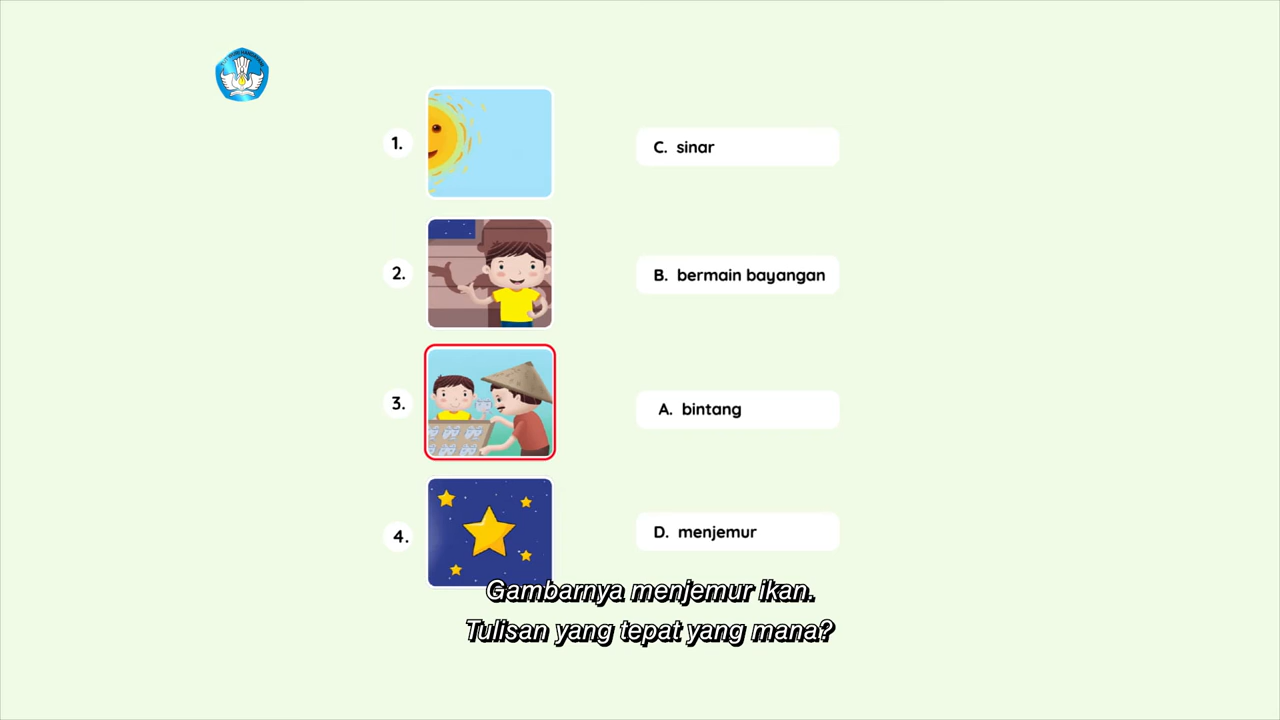 1.
C. sinar
2.
B. bermain bayangan
3.
A. bintang
4.
D. menjemur
Gambarnya menjemur ikan.
Tulisan yang tepat yang mana?